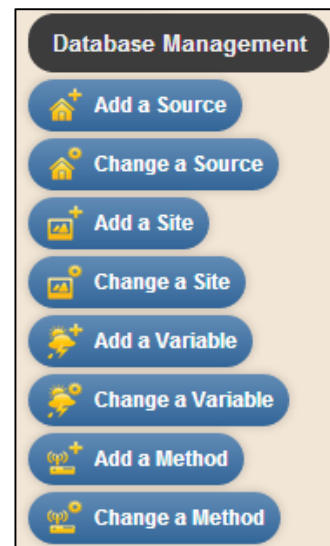 Database Management
Add a Source
Change a Source
Add a Site
Change a Site
Add a Variable
Change a Variable
Add a Method
Change a Method